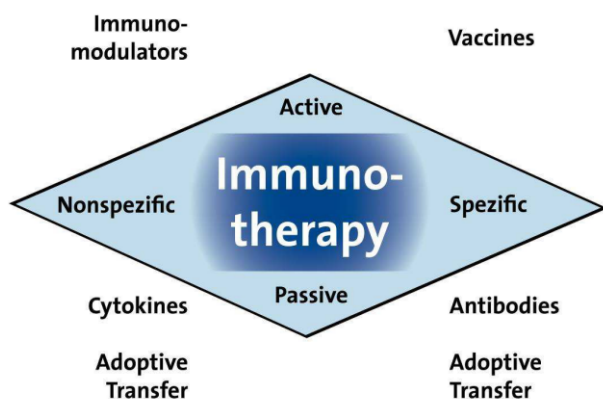 Immuno-
modulators
Vaccines
Active
Nonspezific
Immuno-
therapy
Spezific
Passive
Cytokines
Antibodies
Adoptive
Transfer
Adoptive
Transfer